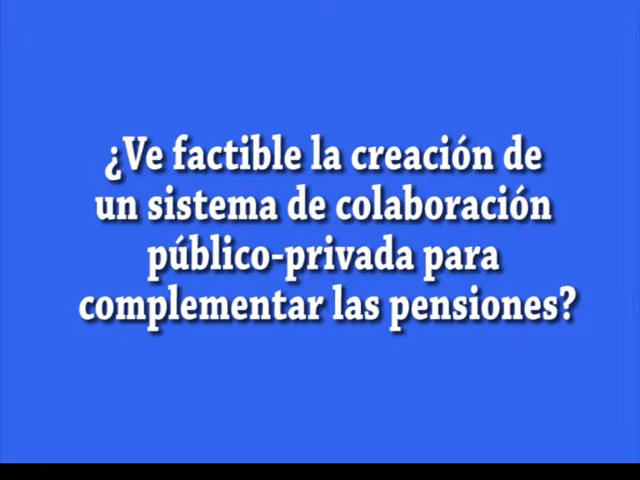 ¿Ve factible la creación de
un sistema de colaboración
público-privada para
complementar las pensiones?